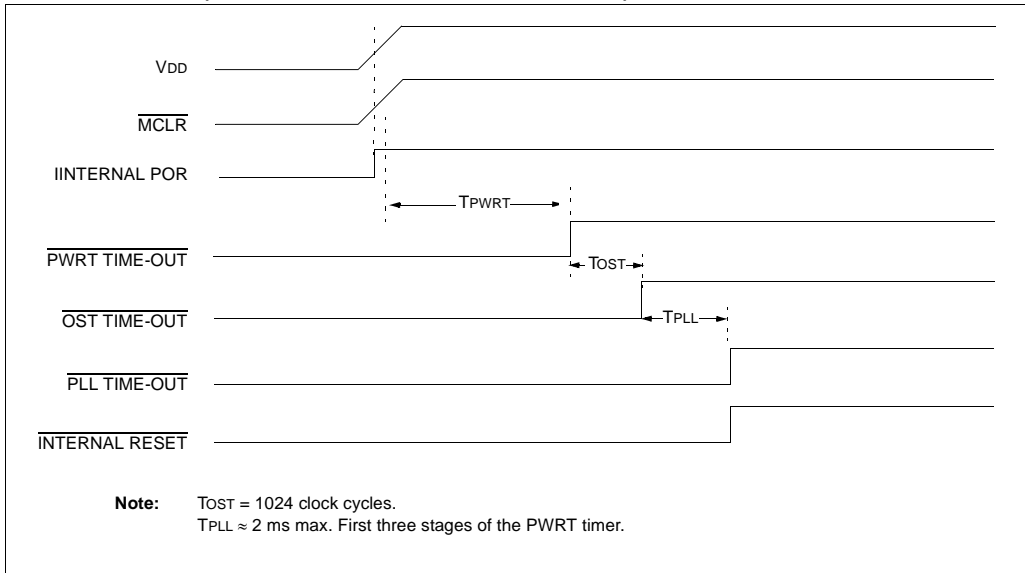 VDD
MCLR
IINTERNAL POR
TPWRT
PWRT TIME-OUT
TOST
OST TIME-OUT
TPLL
PLL TIME-OUT
INTERNAL RESET
Note: TOST = 1024 clock cycles.
TPLL ≈ 2 ms max. First three stages of the PWRT timer.